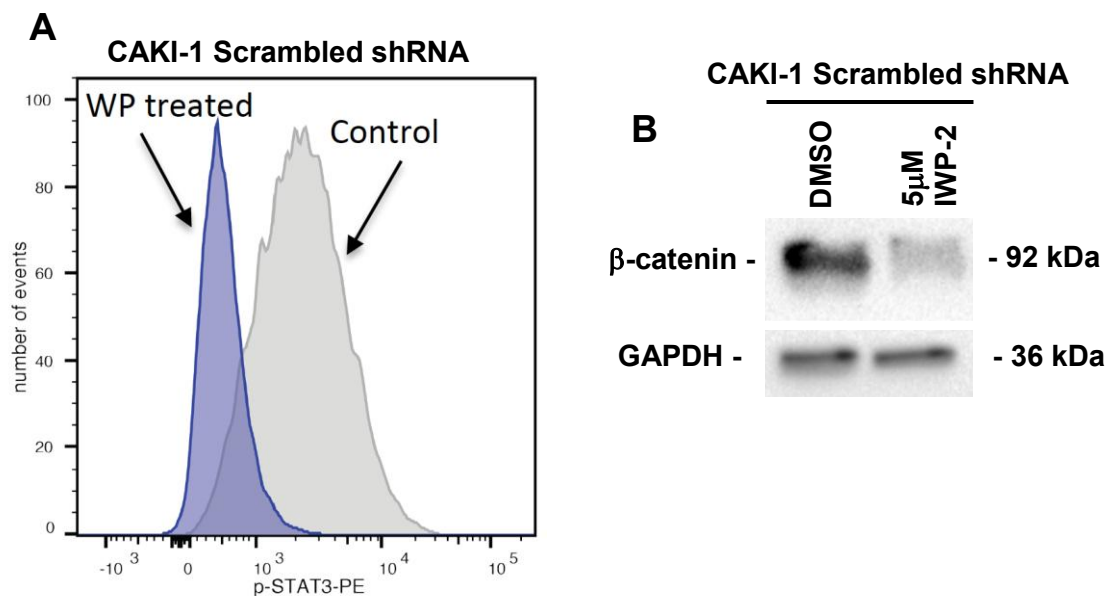 A
CAKI-1 Scrambled shRNA
WP treated
Control
100
80
60
40
20
0
number of events
-10 3
0
10 3
10 4
10 5
p-STAT3-PE
CAKI-1 Scrambled shRNA
B
DMSO
5μM
IWP-2
β-catenin -
- 92 kDa
GAPDH -
- 36 kDa